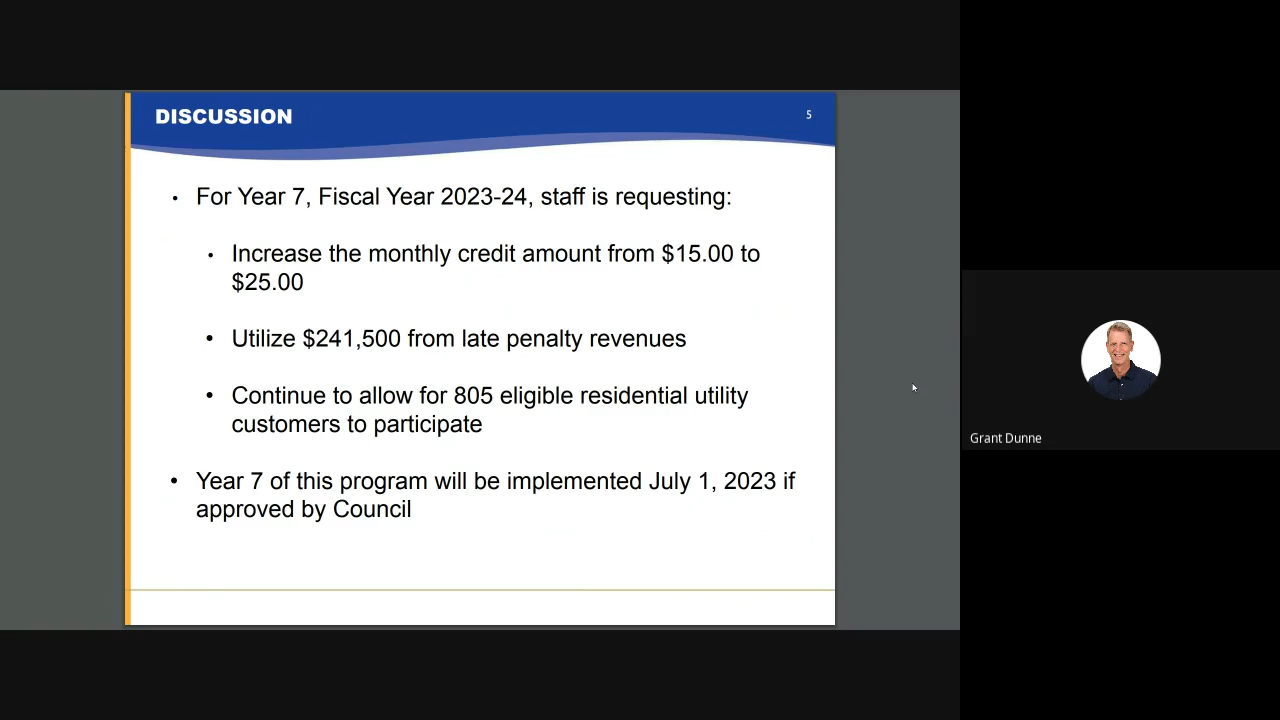 DISCUSSION
5
• For Year 7, Fiscal Year 2023-24, staff is requesting:
• Increase the monthly credit amount from $15.00 to
$25.00
• Utilize $241,500 from late penalty revenues
• Continue to allow for 805 eligible residential utility
customers to participate
• Year 7 of this program will be implemented July 1, 2023 if
approved by Council
Grant Dunne